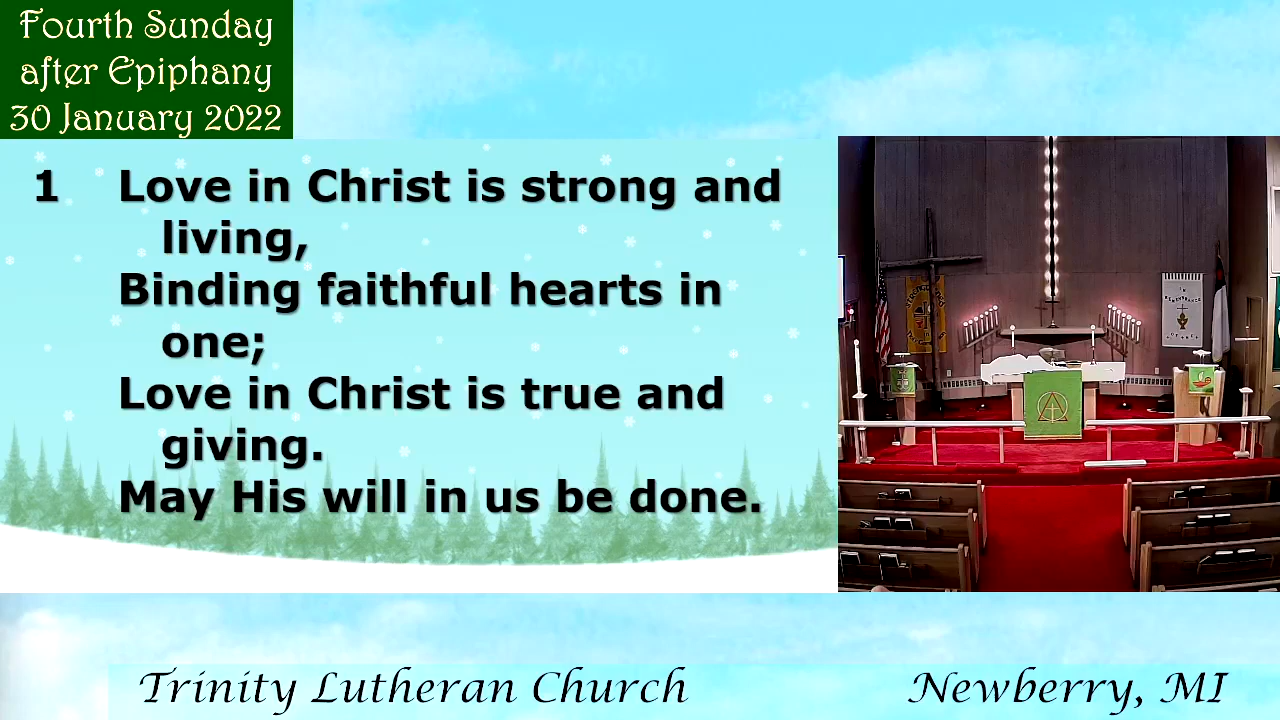 Fourth Sunday
after Epiphany
30 January 2022
1 Love in Christ is strong and
living,
Binding faithful hearts in
one;
Love in Christ is true and
giving.
May His will in us be done.
Trinity Lutheran Church
Newberry, MI